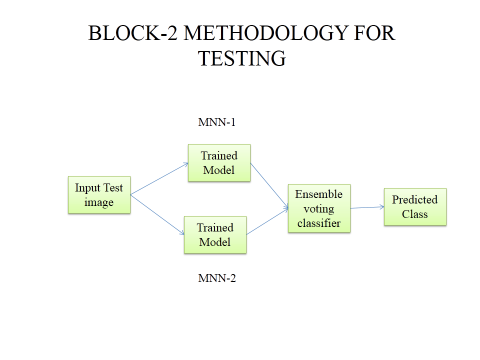 BLOCK-2 METHODOLOGY FOR
TESTING
MNN-1
Trained
Model
Input Test
image
Ensemble
voting
classifier
Predicted
Class
Trained
Model
MNN-2